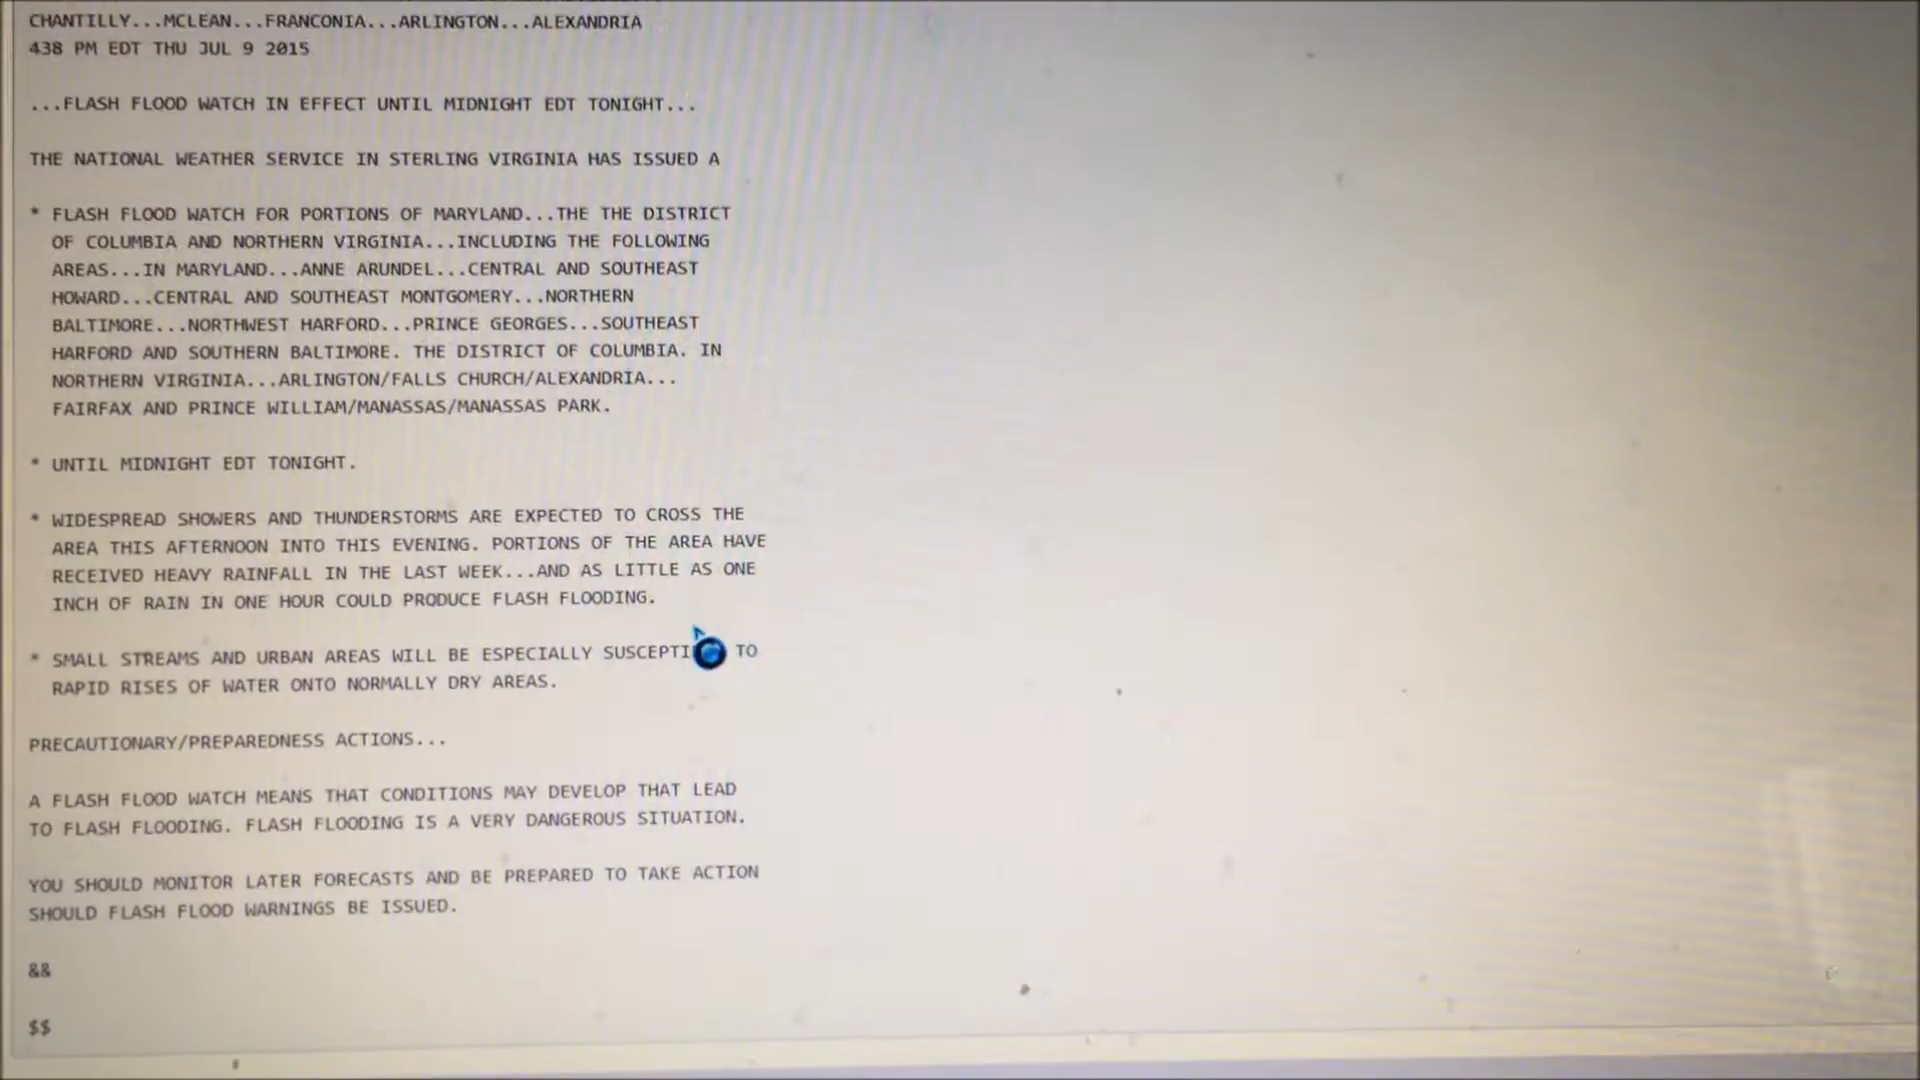 CHANTILLY...MCLEAN...FRANCONIA...ARLINGTON...ALEXANDRIA
438 PM EDT THU JUL 9 2015
...FLASH FLOOD WATCH IN EFFECT UNTIL MIDNIGHT EDT TONIGHT...
THE NATIONAL WEATHER SERVICE IN STERLING VIRGINIA HAS ISSUED A
* FLASH FLOOD WATCH FOR PORTIONS OF MARYLAND...THE THE DISTRICT
OF COLUMBIA AND NORTHERN VIRGINIA...INCLUDING THE FOLLOWING
AREAS...IN MARYLAND...ANNE ARUNDEL...CENTRAL AND SOUTHEAST
HOWARD...CENTRAL AND SOUTHEAST MONTGOMERY...NORTHERN
BALTIMORE...NORTHWEST HARFORD...PRINCE GEORGES...SOUTHEAST
HARFORD AND SOUTHERN BALTIMORE. THE DISTRICT OF COLUMBIA. IN
NORTHERN VIRGINIA...ARLINGTON/FALLS CHURCH/ALEXANDRIA...
FAIRFAX AND PRINCE WILLIAM/MANASSAS/MANASSAS PARK.
* UNTIL MIDNIGHT EDT TONIGHT.
* WIDESPREAD SHOWERS AND THUNDERSTORMS ARE EXPECTED TO CROSS THE
AREA THIS AFTERNOON INTO THIS EVENING. PORTIONS OF THE AREA HAVE
RECEIVED HEAVY RAINFALL IN THE LAST WEEK...AND AS LITTLE AS ONE
INCH OF RAIN IN ONE HOUR COULD PRODUCE FLASH FLOODING.
* SMALL STREAMS AND URBAN AREAS WILL BE ESPECIALLY TO
RAPID RISES OF WATER ONTO NORMALLY DRY AREAS.
PRECAUTIONARY/PREPAREDNESS ACTIONS...
A FLASH FLOOD WATCH MEANS THAT CONDITIONS MAY DEVELOP THAT LEAD
TO FLASH FLOODING. FLASH FLOODING IS A VERY DANGEROUS SITUATION.
YOU SHOULD MONITOR LATER FORECASTS AND BE PREPARED TO TAKE ACTION
SHOULD FLASH FLOOD WARNINGS BE ISSUED.
&&
$$